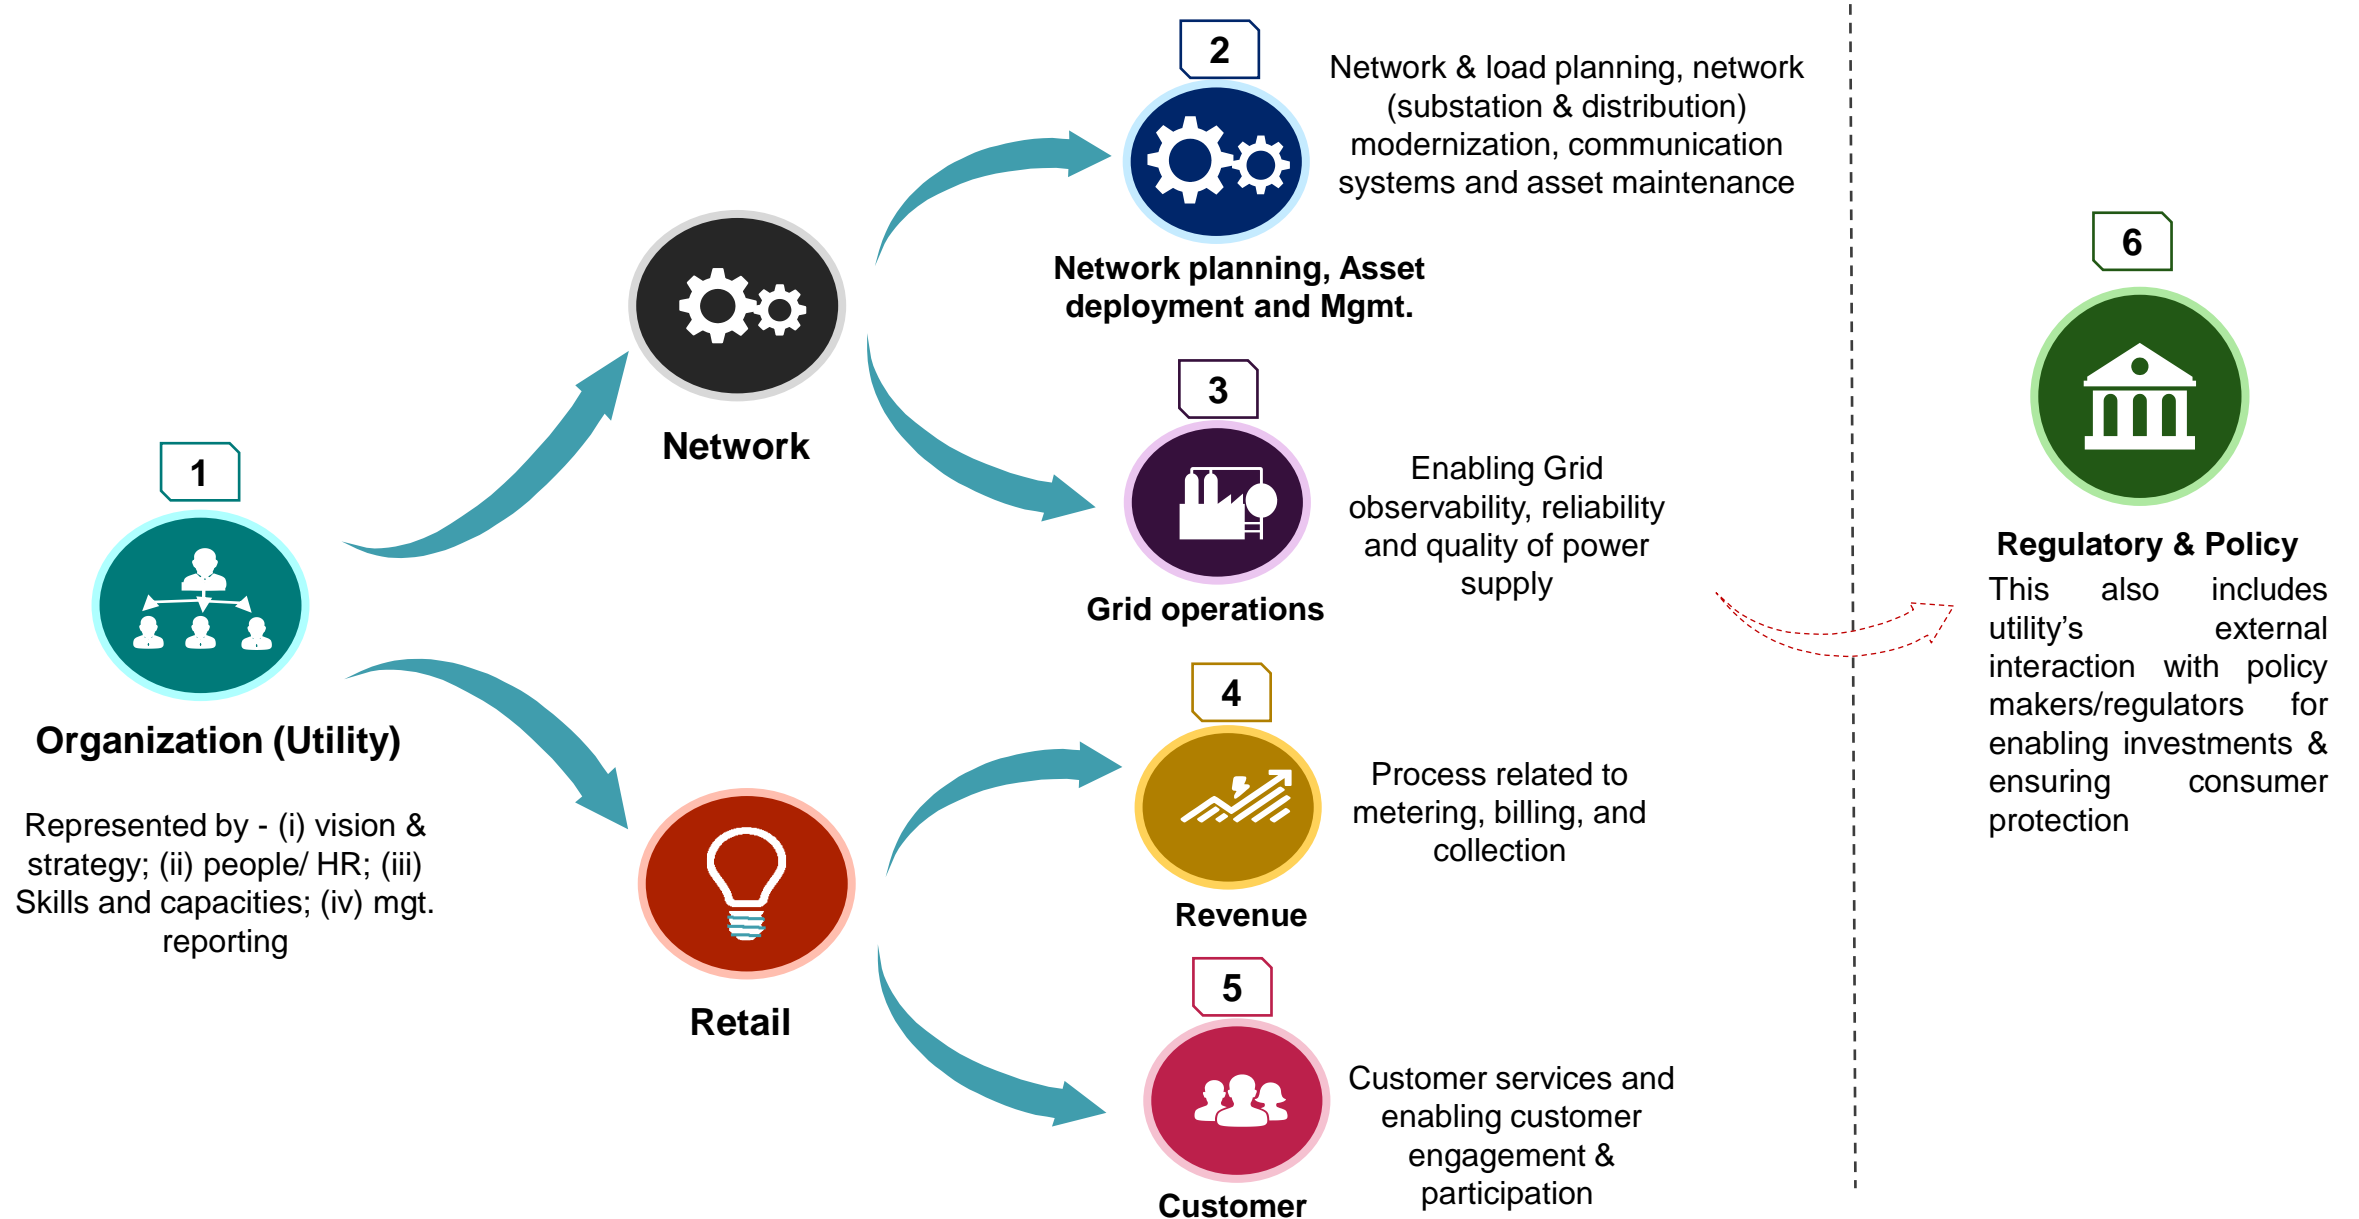 1
Organization (Utility)
Represented by - (i) vision &
strategy; (ii) people/ HR; (iii)
Skills and capacities; (iv) mgt.
reporting
Network
Retail
2
Network planning, Asset
deployment and Mgmt.
Network & load planning, network
(substation & distribution)
modernization, communication
systems and asset maintenance
3
Grid operations
Enabling Grid
observability, reliability
and quality of power
supply
4
Revenue
Process related to
metering, billing, and
collection
5
Customer
Customer services and
enabling customer
engagement &
participation
6
Regulatory & Policy
This also includes
utility’s external
interaction with policy
makers/regulators for
enabling investments &
ensuring consumer
protection